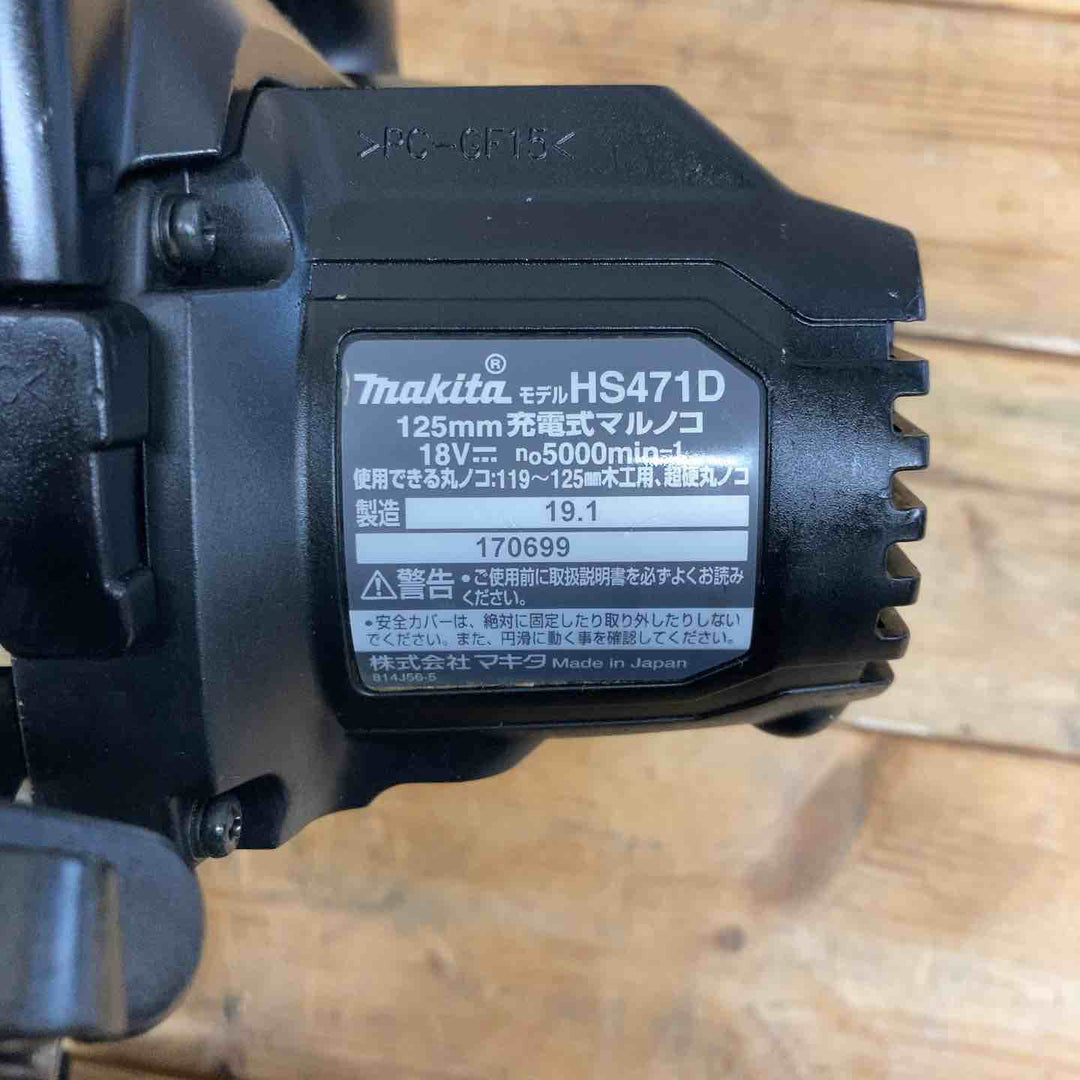 >PC-GF15<
makita® モデルHS471D
125mm 充電式マルノコ
18V⎓ n₀5000min⁻¹
使用できる丸ノコ:119～125㎜木工用、超硬丸ノコ
製造 19.1
170699
⚠警告 •ご使用前に取扱説明書を必ずよくお読み
ください。
•安全カバーは、絶対に固定したり取り外したりしない
でください。また、円滑に動く事を確認してください。
株式会社マキタ Made in Japan
814J56-5